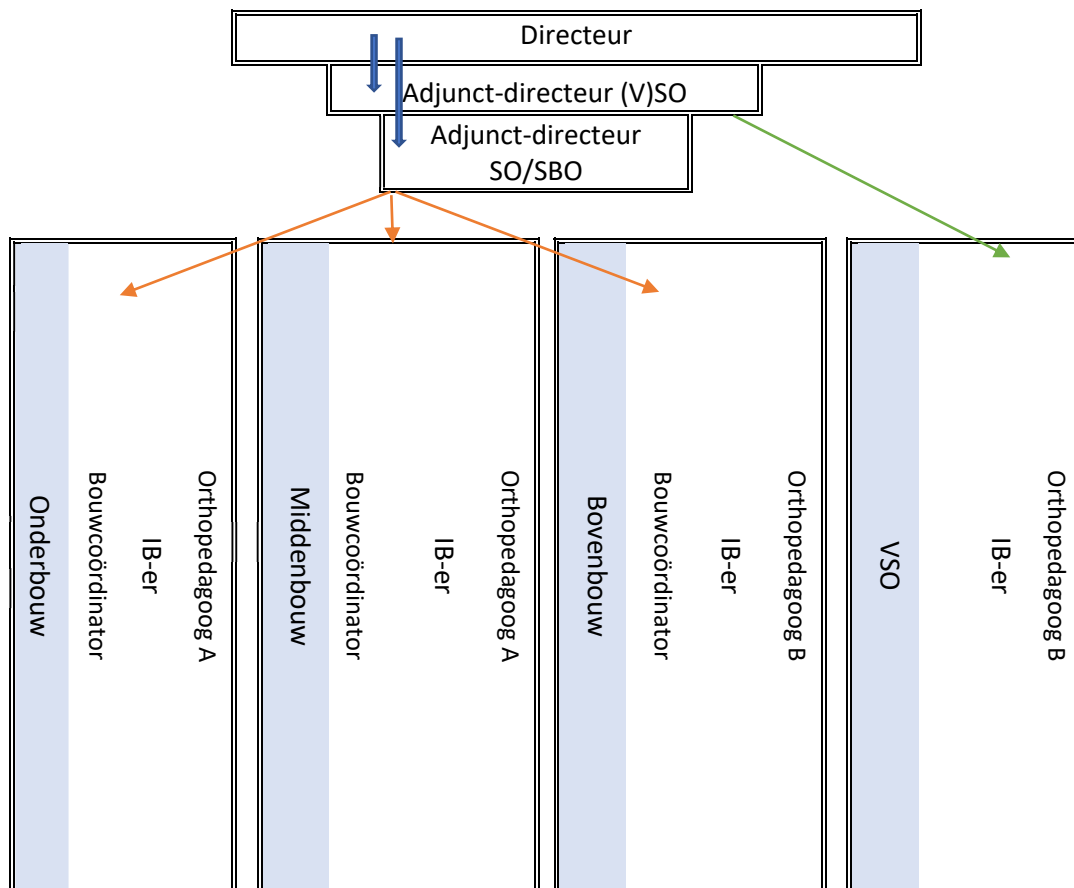 Directeur
Adjunct-directeur (V)SO
Adjunct-directeur
SO/SBO
Onderbouw
Bouwcoördinator
IB-er
Orthopedagoog A
Middenbouw
Bouwcoördinator
IB-er
Orthopedagoog A
Bovenbouw
Bouwcoördinator
IB-er
Orthopedagoog B
VSO
IB-er
Orthopedagoog B